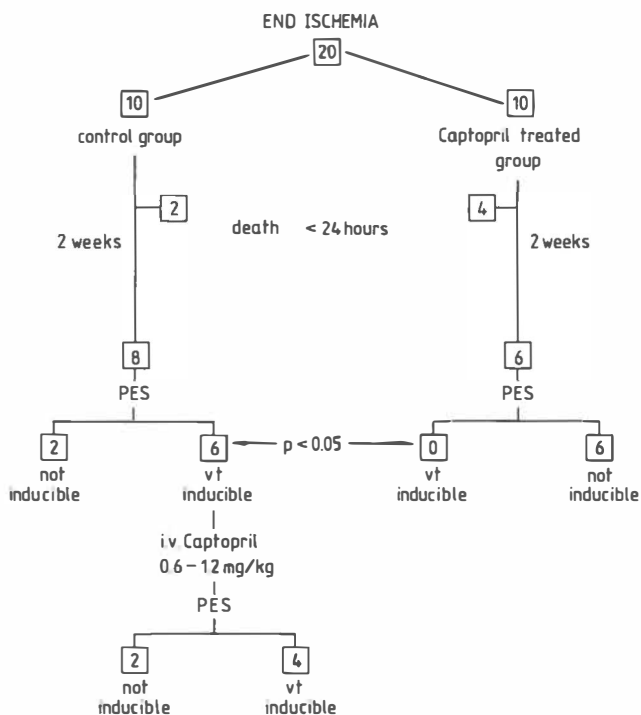 END ISCHEMIA
20
10
10
control group
Captopril treated
group
2
4
death < 24 hours
2 weeks
2 weeks
8
6
PES
PES
2
6
p < 0.05
0
6
not
inducible
vt
inducible
vt
inducible
not
inducible
i.v. Captopril
0.6 – 1.2 mg/kg
PES
2
4
not
inducible
vt
inducible